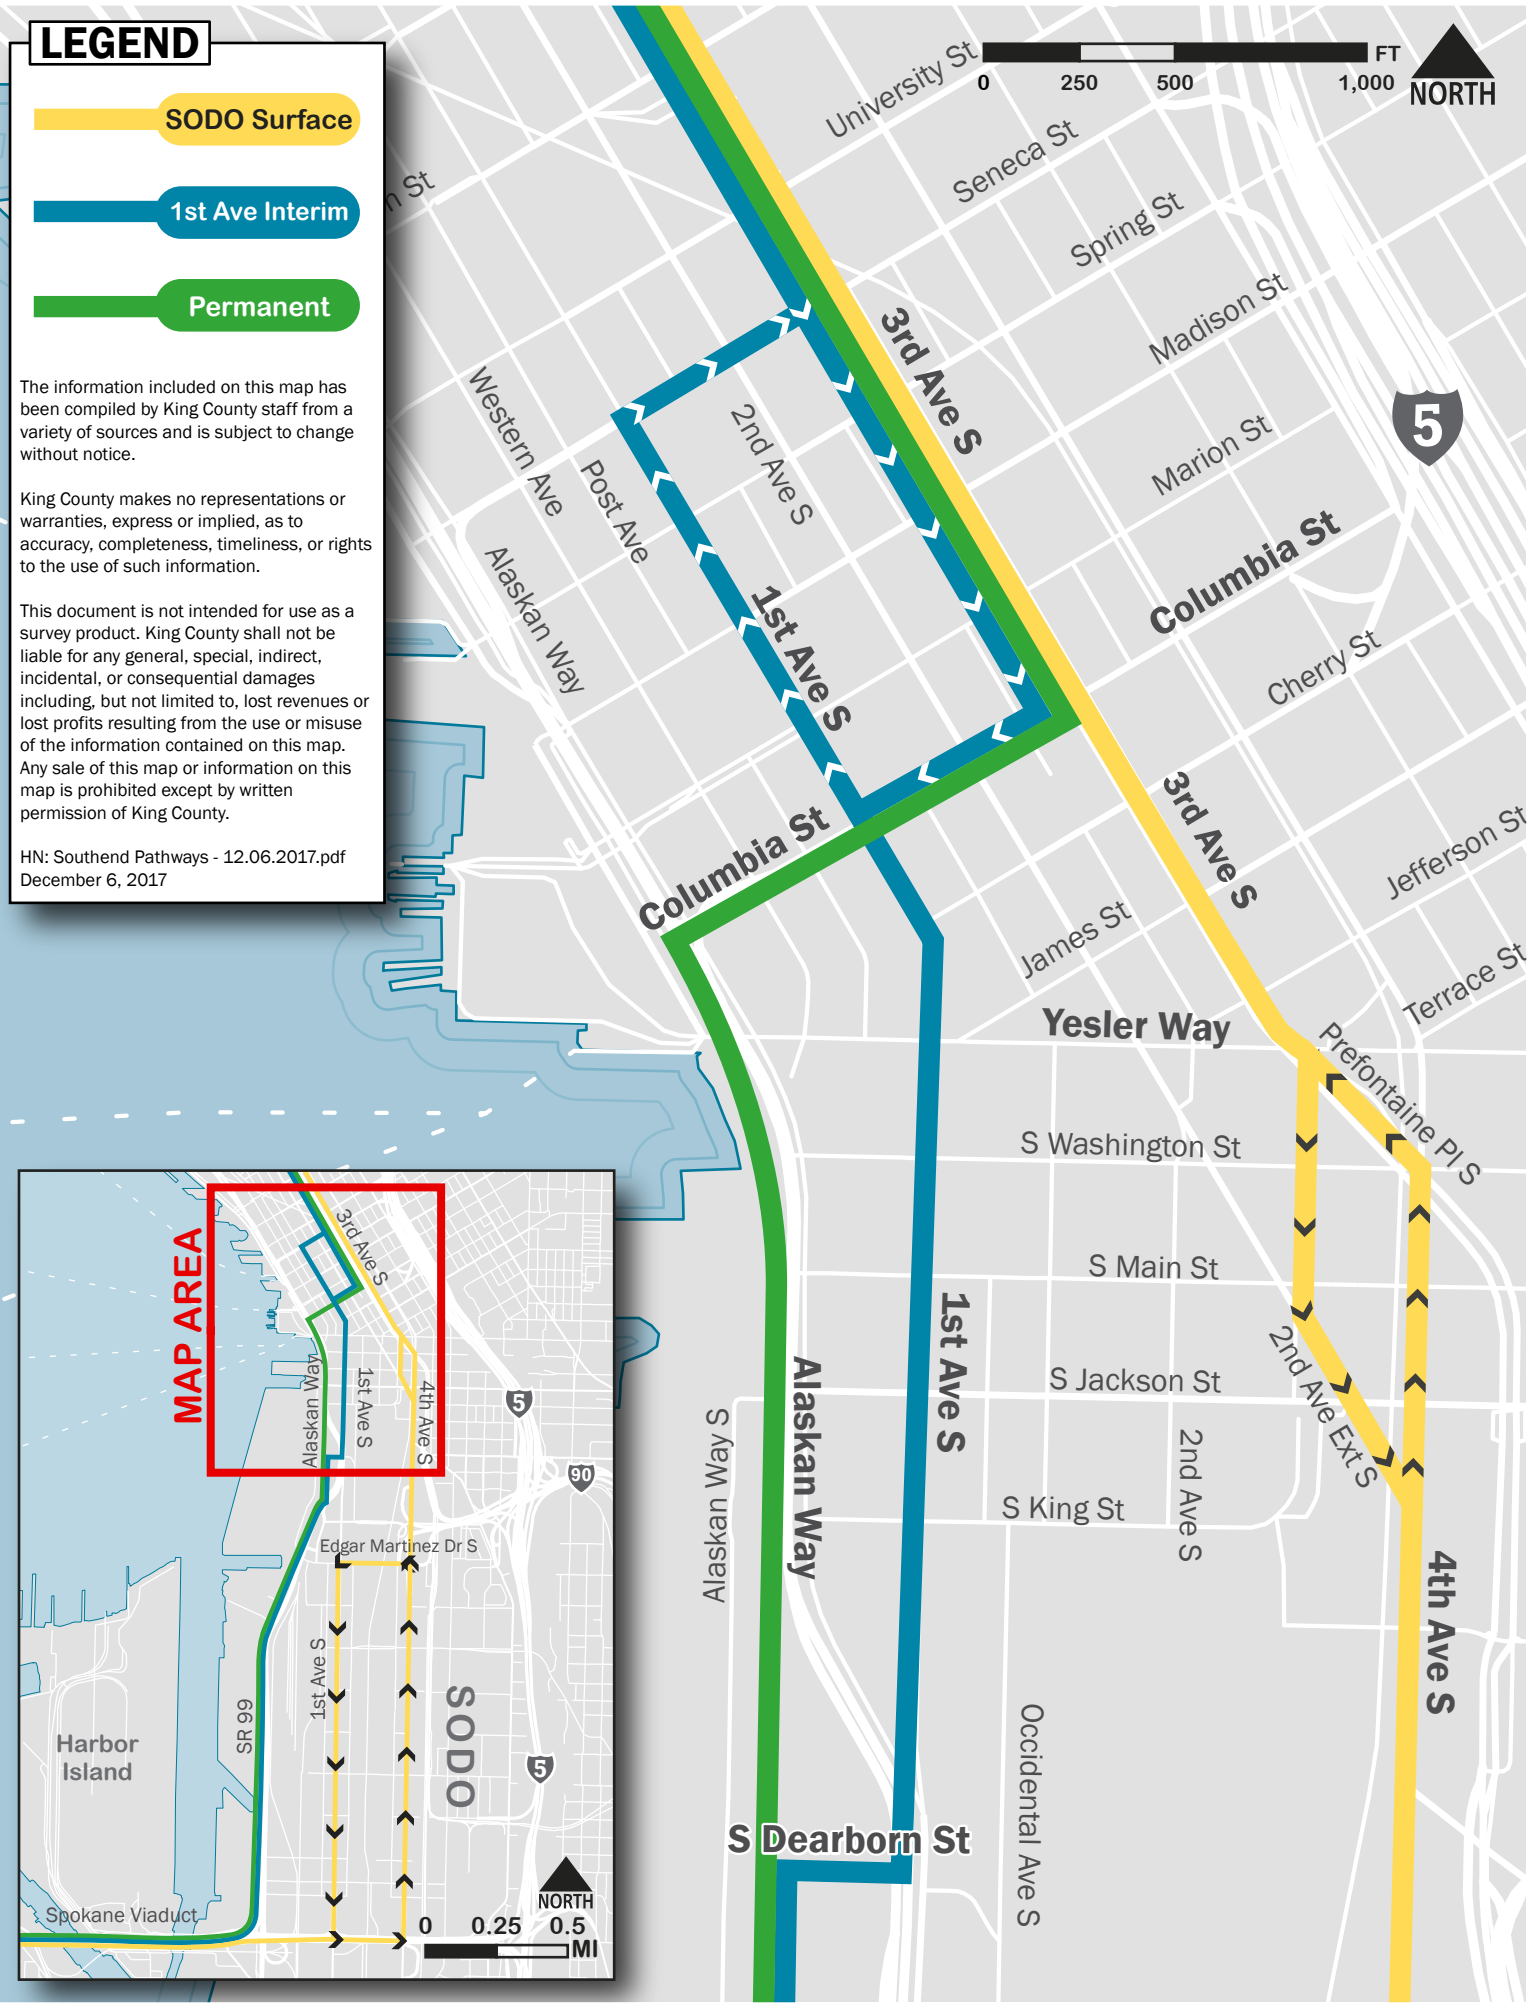 LEGEND
SODO Surface
1st Ave Interim
Permanent
The information included on this map has
been compiled by King County staff from a
variety of sources and is subject to change
without notice.
King County makes no representations or
warranties, express or implied, as to
accuracy, completeness, timeliness, or rights
to the use of such information.
This document is not intended for use as a
survey product. King County shall not be
liable for any general, special, indirect,
incidental, or consequential damages
including, but not limited to, lost revenues or
lost profits resulting from the use or misuse
of the information contained on this map.
Any sale of this map or information on this
map is prohibited except by written
permission of King County.
HN: Southend Pathways - 12.06.2017.pdf
December 6, 2017
FT
0 250 500 1,000
NORTH
University St
Seneca St
Spring St
Madison St
Marion St
Columbia St
Cherry St
Jefferson St
Terrace St
James St
St
5
3rd Ave S
2nd Ave S
Western Ave
Post Ave
Alaskan Way
1st Ave S
Columbia St
3rd Ave S
Yesler Way
Prefontaine Pl S
S Washington St
S Main St
S Jackson St
S King St
2nd Ave Ext S
2nd Ave S
1st Ave S
Alaskan Way
Alaskan Way S
4th Ave S
Occidental Ave S
S Dearborn St
MAP AREA
3rd Ave S
Alaskan Way
1st Ave S
4th Ave S
5
90
Edgar Martinez Dr S
1st Ave S
SR 99
SODO
5
Harbor
Island
Spokane Viaduct
NORTH
0 0.25 0.5
MI